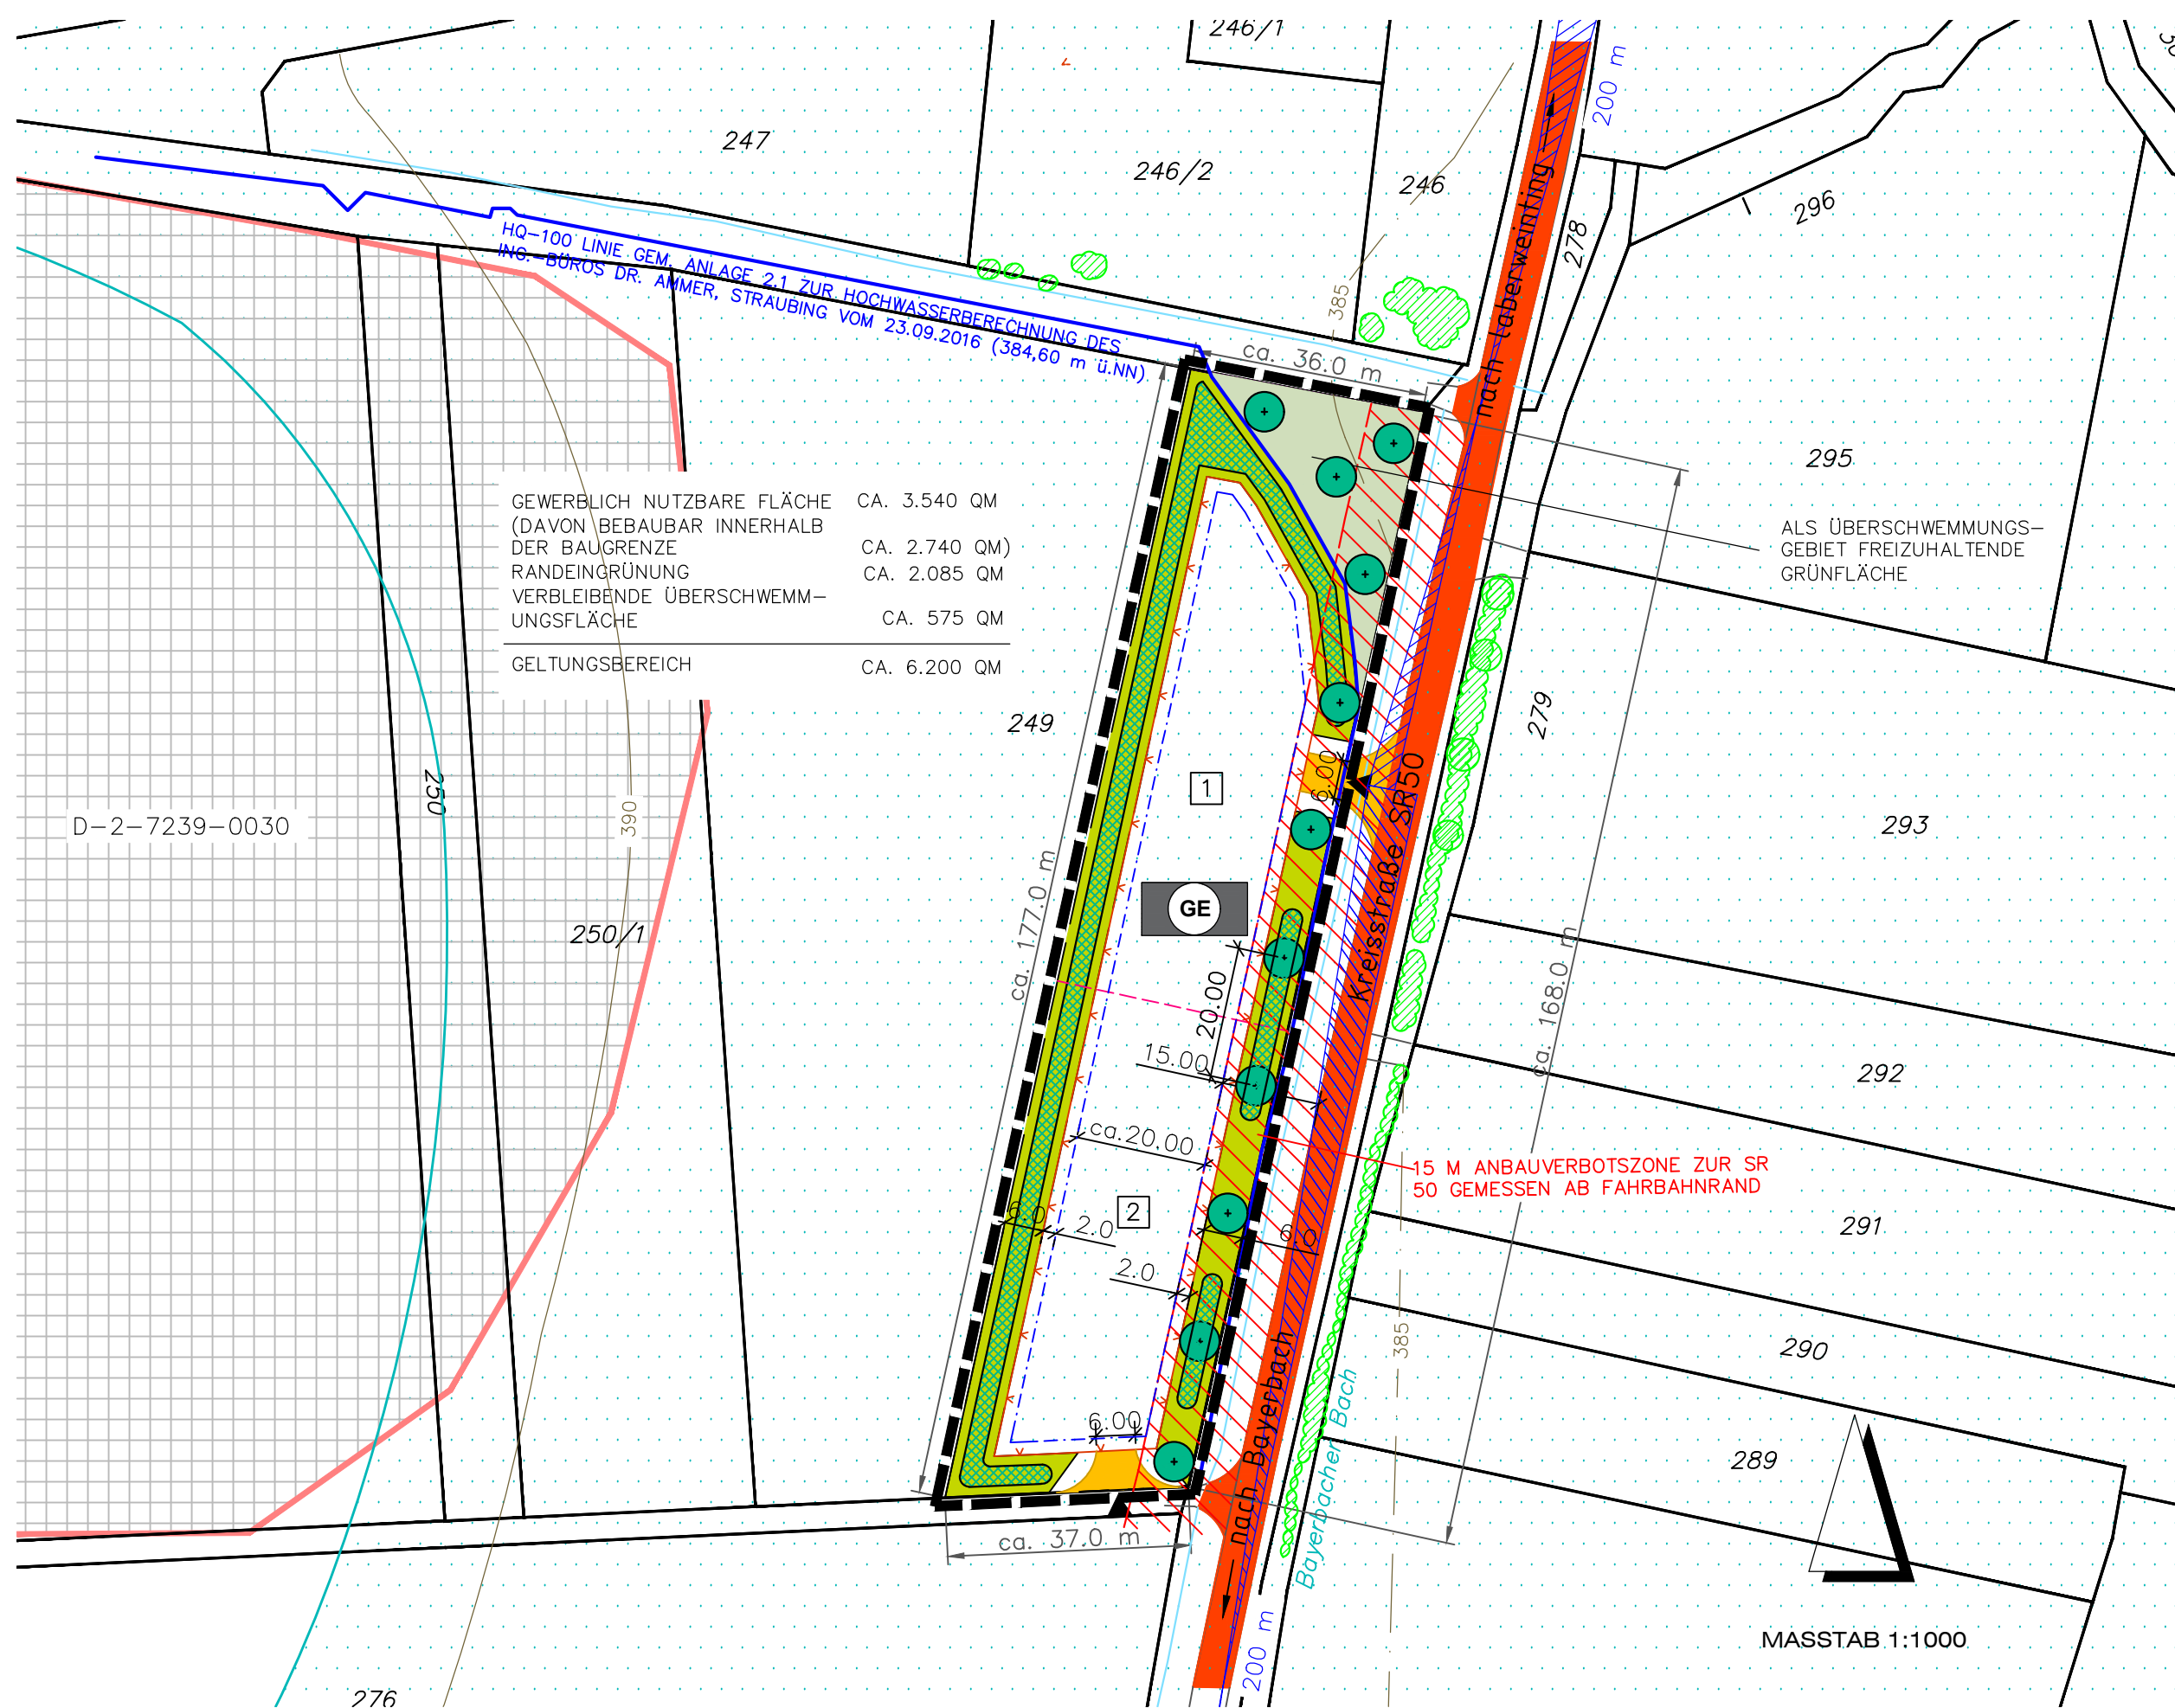 246/1
247
246/2
246
200 m
278
296
nach Laberweinting
HQ-100 LINIE GEM. ANLAGE 2.1 ZUR HOCHWASSERBERECHNUNG DES
ING.-BÜROS DR. AMMER, STRAUBING VOM 23.09.2016 (384,60 m ü.NN)
385
ca. 36.0 m
295
GEWERBLICH NUTZBARE FLÄCHE CA. 3.540 QM
(DAVON BEBAUBAR INNERHALB
DER BAUGRENZE CA. 2.740 QM)
RANDEINGRÜNUNG CA. 2.085 QM
VERBLEIBENDE ÜBERSCHWEMM-
UNGSFLÄCHE CA. 575 QM
GELTUNGSBEREICH CA. 6.200 QM
ALS ÜBERSCHWEMMUNGS-
GEBIET FREIZUHALTENDE
GRÜNFLÄCHE
249
279
250
390
D-2-7239-0030
1
6.00
Kreisstraße SR50
293
GE
250/1
ca. 177.0 m
20.00
ca. 168.0 m
15.00
292
ca.20.00
15 M ANBAUVERBOTSZONE ZUR SR
50 GEMESSEN AB FAHRBAHNRAND
6.0
2.0
2
6.0
291
2.0
385
290
nach Bayerbach
Bayerbacher Bach
6.00
289
ca. 37.0 m
200 m
MASSTAB 1:1000
276